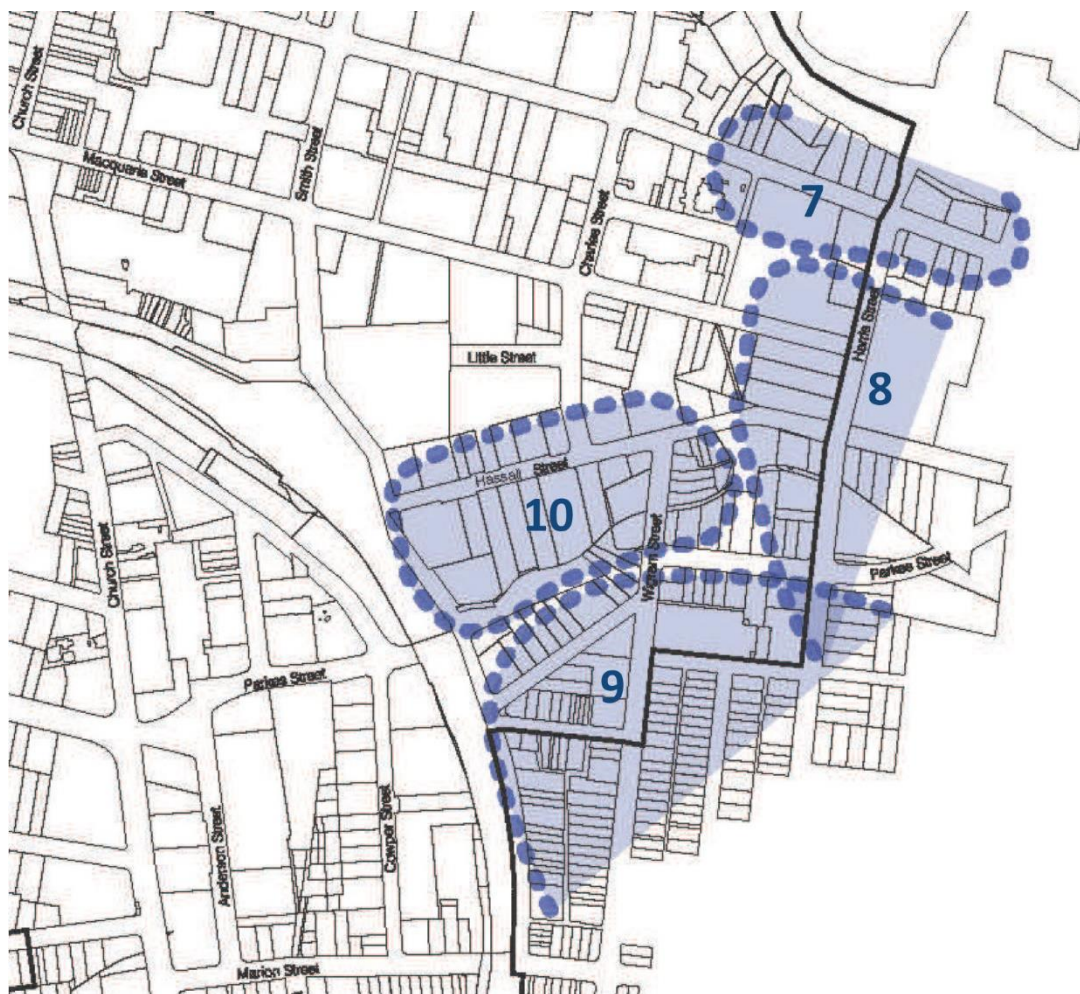 Church Street
Macquarie Street
Smith Street
Charles Street
7
Harris Street
Little Street
8
Hassall Street
10
Wigram Street
Parkes Street
Church Street
9
Parkes Street
Anderson Street
Cowper Street
Marion Street